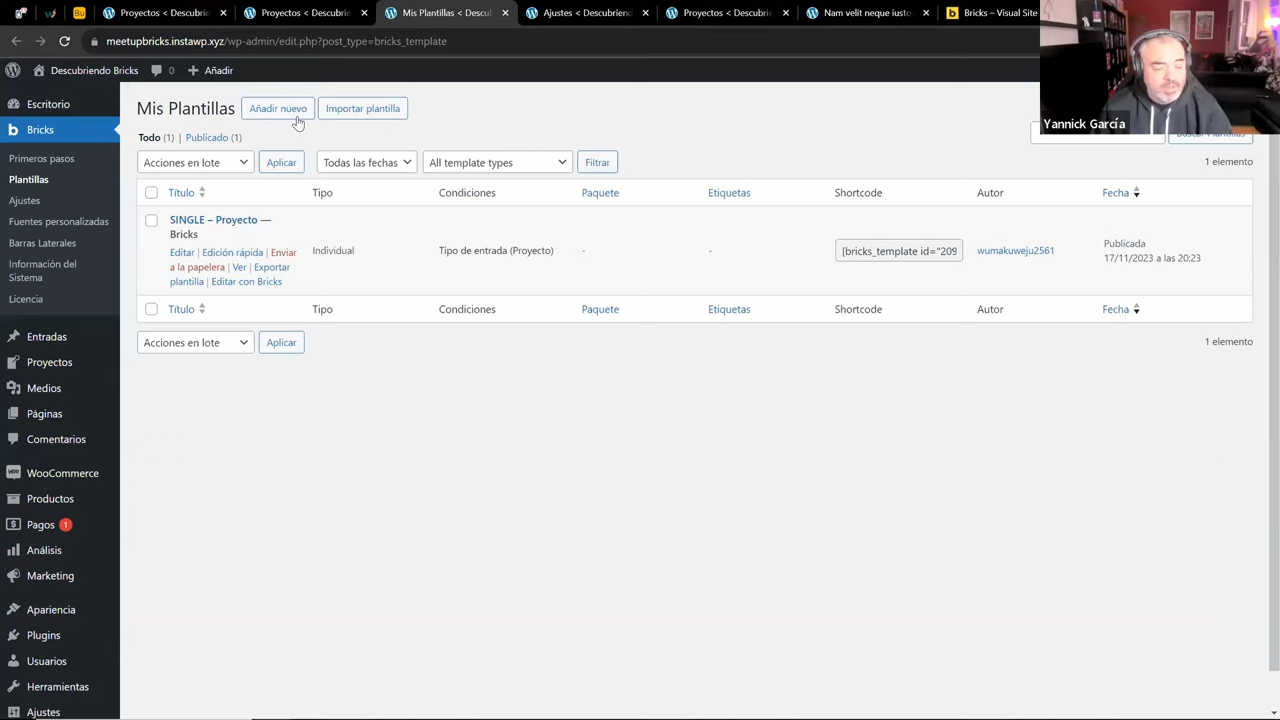 Proyectos < Descubri
Proyectos < Descubrien
Mis Plantillas < Descul
Ajustes < Descubriendo
Proyectos < Descubrien
Nam velit neque iusto.
Bricks – Visual Site
meetupbricks.instawp.xyz/wp-admin/edit.php?post_type=bricks_template
Descubriendo Bricks 0 + Añadir
Yannick García
Escritorio
Bricks
Primeros pasos
Plantillas
Ajustes
Fuentes personalizadas
Barras Laterales
Información del
Sistema
Licencia
Entradas
Proyectos
Medios
Páginas
Comentarios
WooCommerce
Productos
Pagos 1
Análisis
Marketing
Apariencia
Plugins
Usuarios
Herramientas
Ajustes
Mis Plantillas Añadir nuevo Importar plantilla
Todo (1) | Publicado (1)
Buscar Plantillas
Acciones en lote Aplicar Todas las fechas All template types Filtrar 1 elemento
Título Tipo Condiciones Paquete Etiquetas Shortcode Autor Fecha
SINGLE – Proyecto —
Bricks
Editar | Edición rápida | Enviar
a la papelera | Ver | Exportar
plantilla | Editar con Bricks
Individual Tipo de entrada (Proyecto) - - [bricks_template id="209 wumakuweju2561
Publicada
17/11/2023 a las 20:23
Título Tipo Condiciones Paquete Etiquetas Shortcode Autor Fecha
Acciones en lote Aplicar 1 elemento